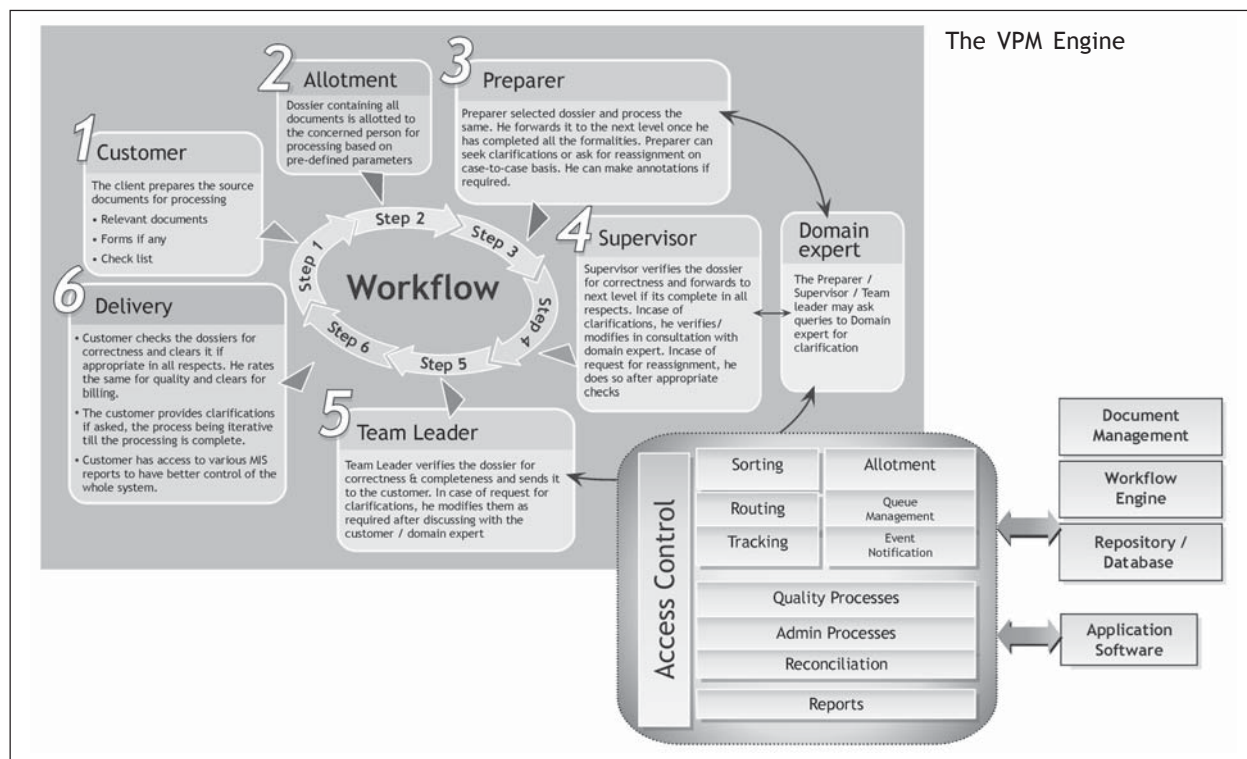 The VPM Engine
1
Customer
The client prepares the source
documents for processing
• Relevant documents
• Forms if any
• Check list
2
Allotment
Dossier containing all
documents is allotted to
the concerned person for
processing based on
pre-defined parameters
3
Preparer
Preparer selected dossier and process the
same. He forwards it to the next level once he
has completed all the formalities. Preparer can
seek clarifications or ask for reassignment on
case-to-case basis. He can make annotations if
required.
4
Supervisor
Supervisor verifies the dossier
for correctness and forwards to
next level if its complete in all
respects. Incase of
clarifications, he verifies/
modifies in consultation with
domain expert. Incase of
request for reassignment, he
does so after appropriate
checks
Domain
expert
The Preparer /
Supervisor / Team
leader may ask
queries to Domain
expert for
clarification
Workflow
Step 1
Step 2
Step 3
Step 4
Step 5
Step 6
5
Team Leader
Team Leader verifies the dossier for
correctness & completeness and sends it
to the customer. In case of request for
clarifications, he modifies them as
required after discussing with the
customer / domain expert
6
Delivery
• Customer checks the dossiers for
correctness and clears it if
appropriate in all respects. He rates
the same for quality and clears for
billing.
• The customer provides clarifications
if asked, the process being iterative
till the processing is complete.
• Customer has access to various MIS
reports to have better control of the
whole system.
Access Control
Sorting
Allotment
Routing
Queue
Management
Tracking
Event
Notification
Quality Processes
Admin Processes
Reconciliation
Reports
Document
Management
Workflow
Engine
Repository /
Database
Application
Software